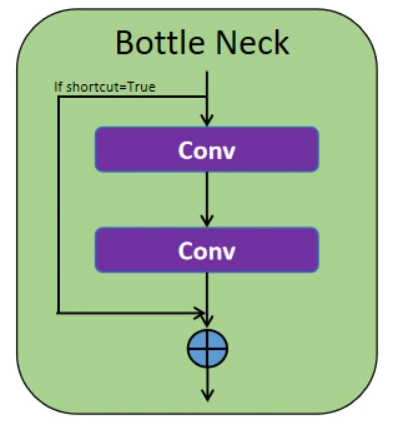 Bottle Neck
If shortcut=True
Conv
Conv